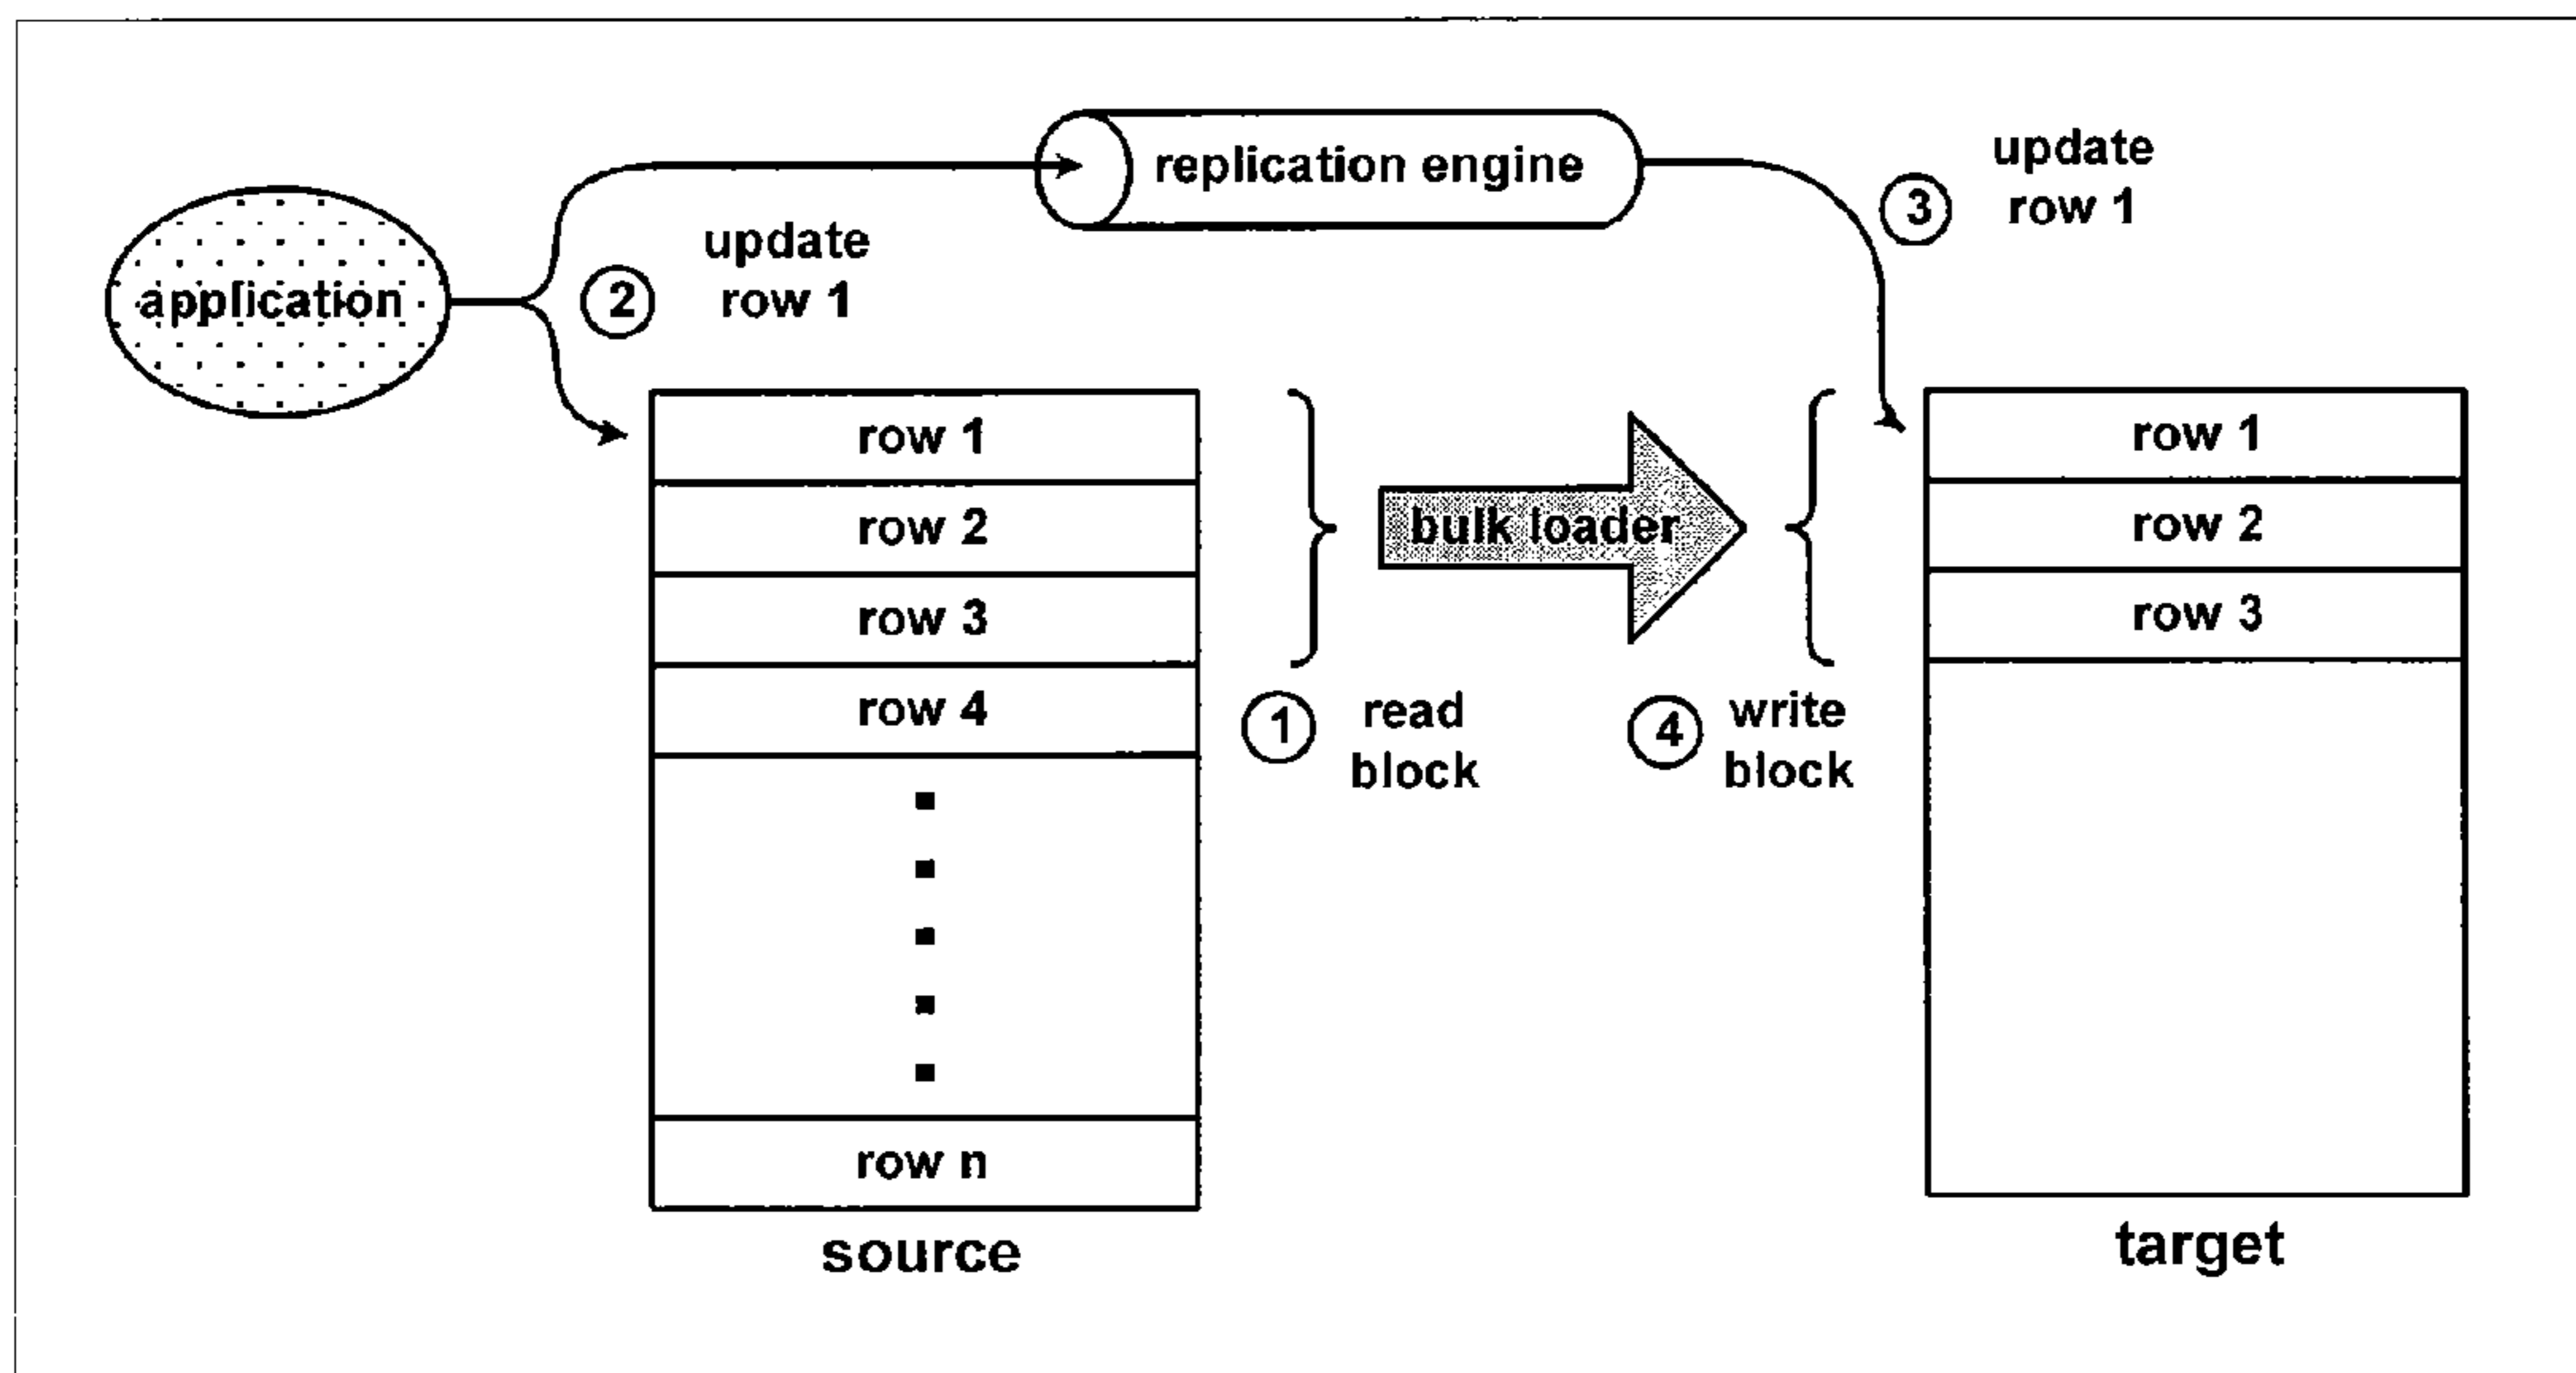 replication engine
update
row 1
3
application
2
update
row 1
row 1
row 2
row 3
row 4
row n
source
bulk loader
1
read
block
4
write
block
row 1
row 2
row 3
target